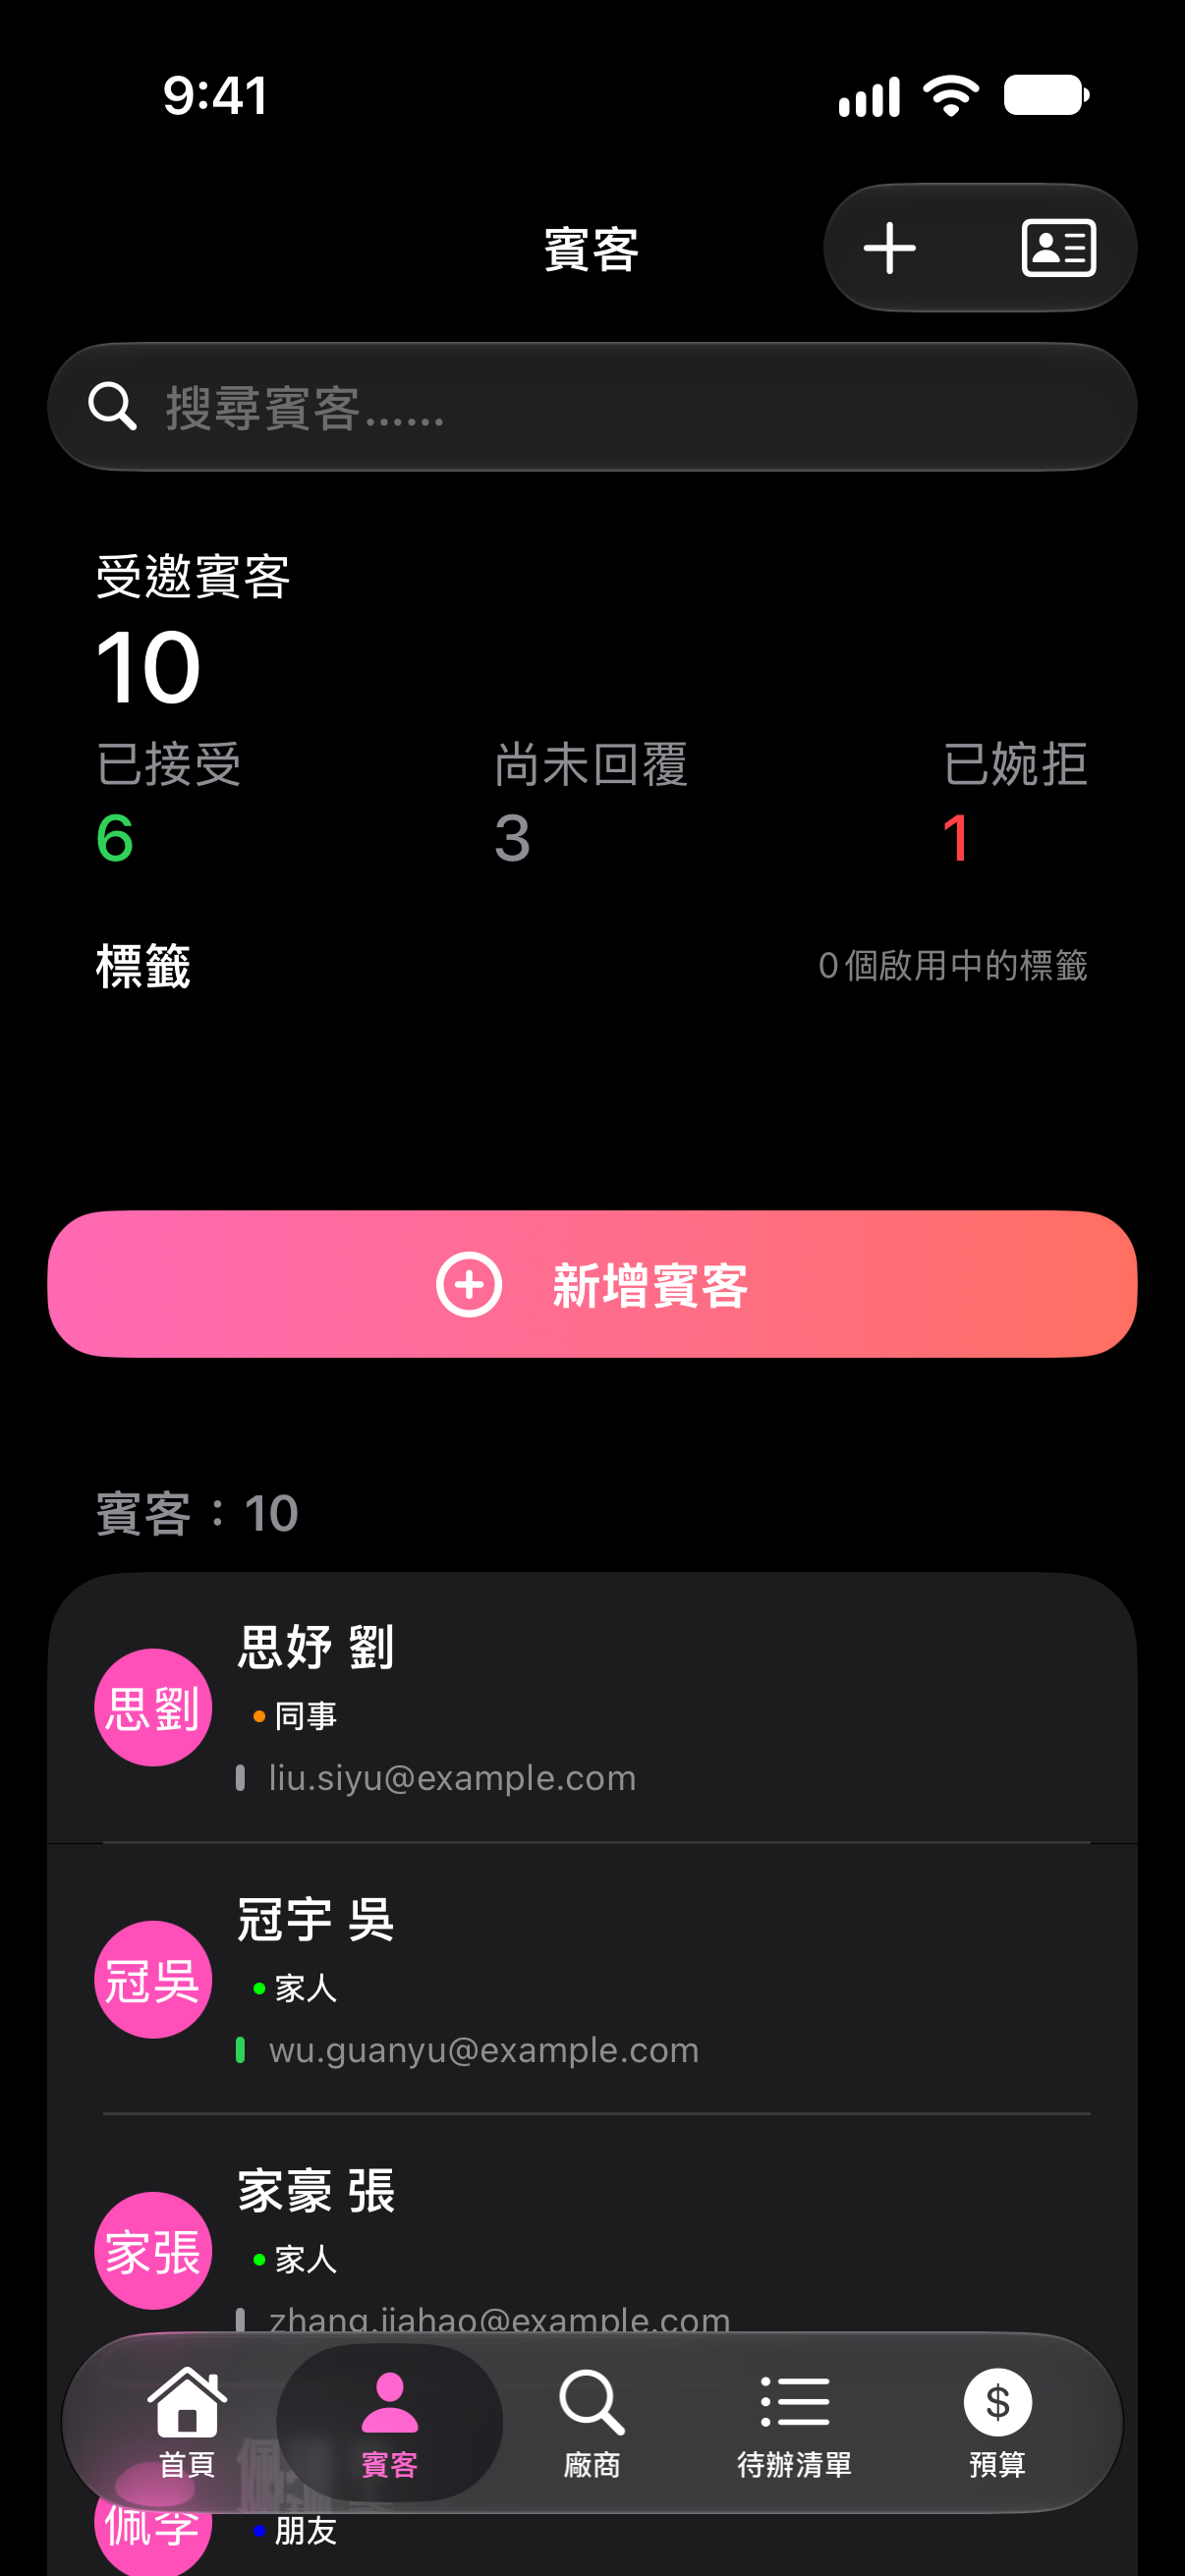 9:41
賓客
搜尋賓客……
受邀賓客
10
已接受
尚未回覆
已婉拒
6
3
1
標籤
0 個啟用中的標籤
新增賓客
賓客：10
思妤 劉
思劉
同事
liu.siyu@example.com
冠宇 吳
冠吳
家人
wu.guanyu@example.com
家豪 張
家張
家人
zhang.jiahao@example.com
首頁
賓客
廠商
待辦清單
預算
佩李
朋友